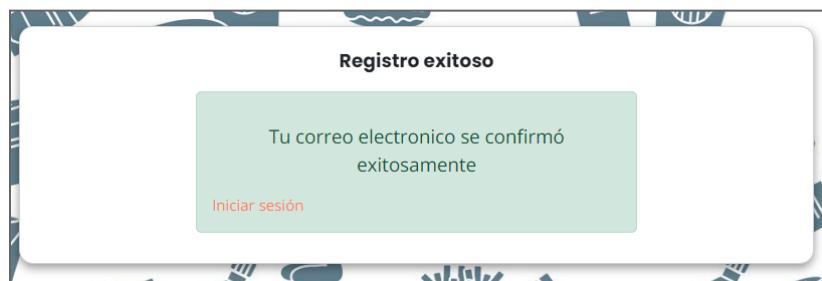 Registro exitoso
Tu correo electronico se confirmó
exitosamente
Iniciar sesión